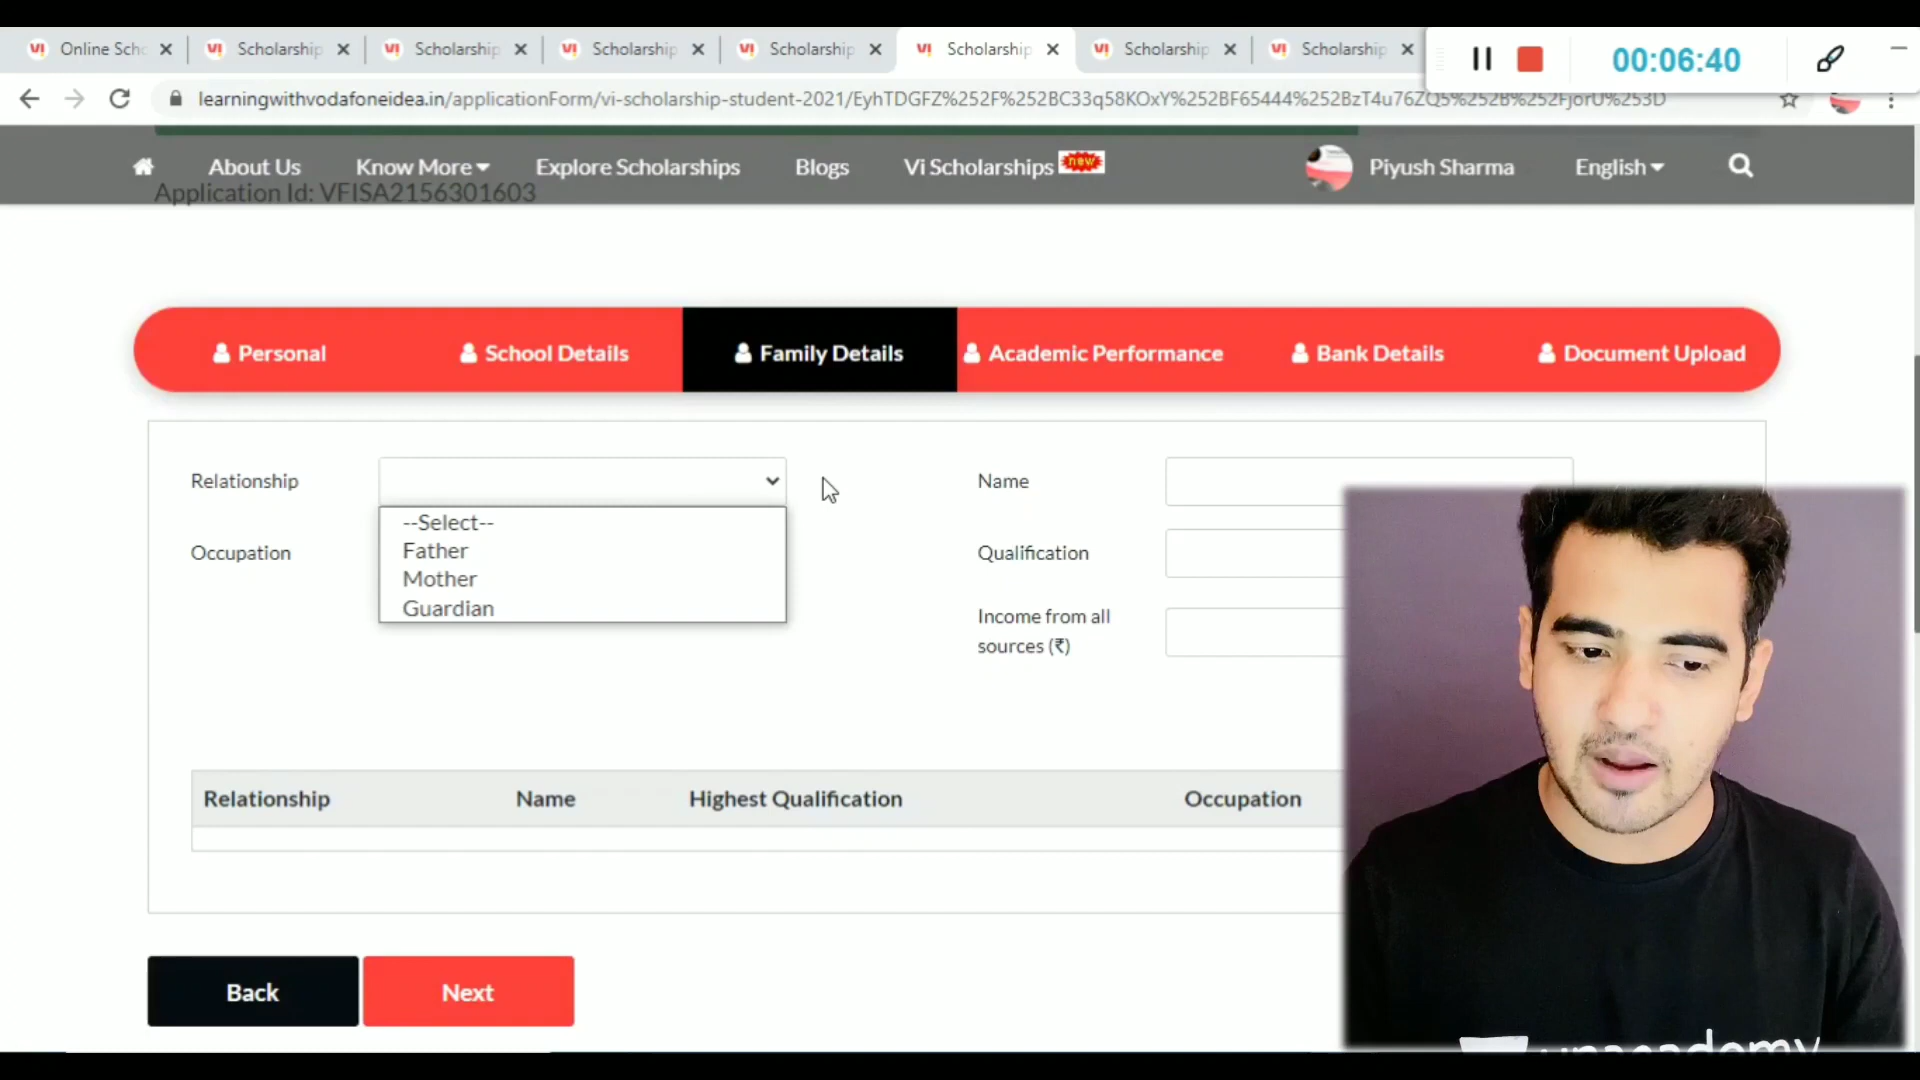 Online Sch
Scholarship
Scholarship
Scholarship
Scholarship
Scholarship
Scholarship
Scholarship
00:06:40
learningwithvodafoneidea.in/applicationForm/vi-scholarship-student-2021/EyhTDGFZ%252F%252BC33q58KOxY%252BF65444%252BzT4u76ZQ5%252B%252FjorU%253D
About Us
Know More
Explore Scholarships
Blogs
Vi Scholarships new
Piyush Sharma
English
Application Id: VFISA2156301603
Personal
School Details
Family Details
Academic Performance
Bank Details
Document Upload
Relationship
Name
--Select--
Father
Mother
Guardian
Occupation
Qualification
Income from all
sources (₹)
Relationship
Name
Highest Qualification
Occupation
Back
Next
unacademy